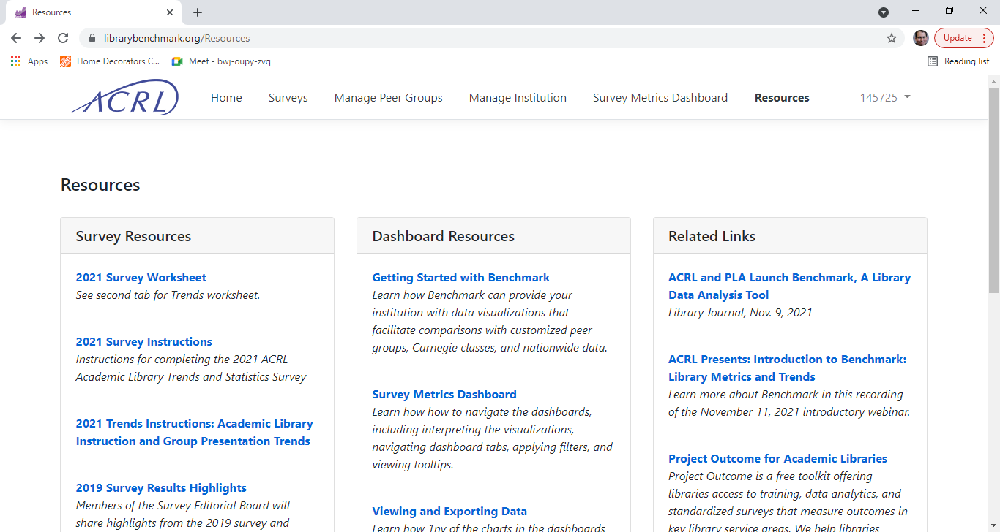 Resources
librarybenchmark.org/Resources
Update
Apps
Home Decorators C...
Meet - bwj-oupy-zvq
Reading list
ACRL
Home
Surveys
Manage Peer Groups
Manage Institution
Survey Metrics Dashboard
Resources
145725
Resources
Survey Resources
2021 Survey Worksheet
See second tab for Trends worksheet.
2021 Survey Instructions
Instructions for completing the 2021 ACRL
Academic Library Trends and Statistics Survey
2021 Trends Instructions: Academic Library
Instruction and Group Presentation Trends
2019 Survey Results Highlights
Members of the Survey Editorial Board will
share highlights from the 2019 survey and
Dashboard Resources
Getting Started with Benchmark
Learn how Benchmark can provide your
institution with data visualizations that
facilitate comparisons with customized peer
groups, Carnegie classes, and nationwide data.
Survey Metrics Dashboard
Learn how how to navigate the dashboards,
including interpreting the visualizations,
navigating dashboard tabs, applying filters, and
viewing tooltips.
Viewing and Exporting Data
Learn how 1ny of the charts in the dashboards
Related Links
ACRL and PLA Launch Benchmark, A Library
Data Analysis Tool
Library Journal, Nov. 9, 2021
ACRL Presents: Introduction to Benchmark:
Library Metrics and Trends
Learn more about Benchmark in this recording
of the November 11, 2021 introductory webinar.
Project Outcome for Academic Libraries
Project Outcome is a free toolkit offering
libraries access to training, data analytics, and
standardized surveys that measure outcomes in
key library service areas. We help libraries